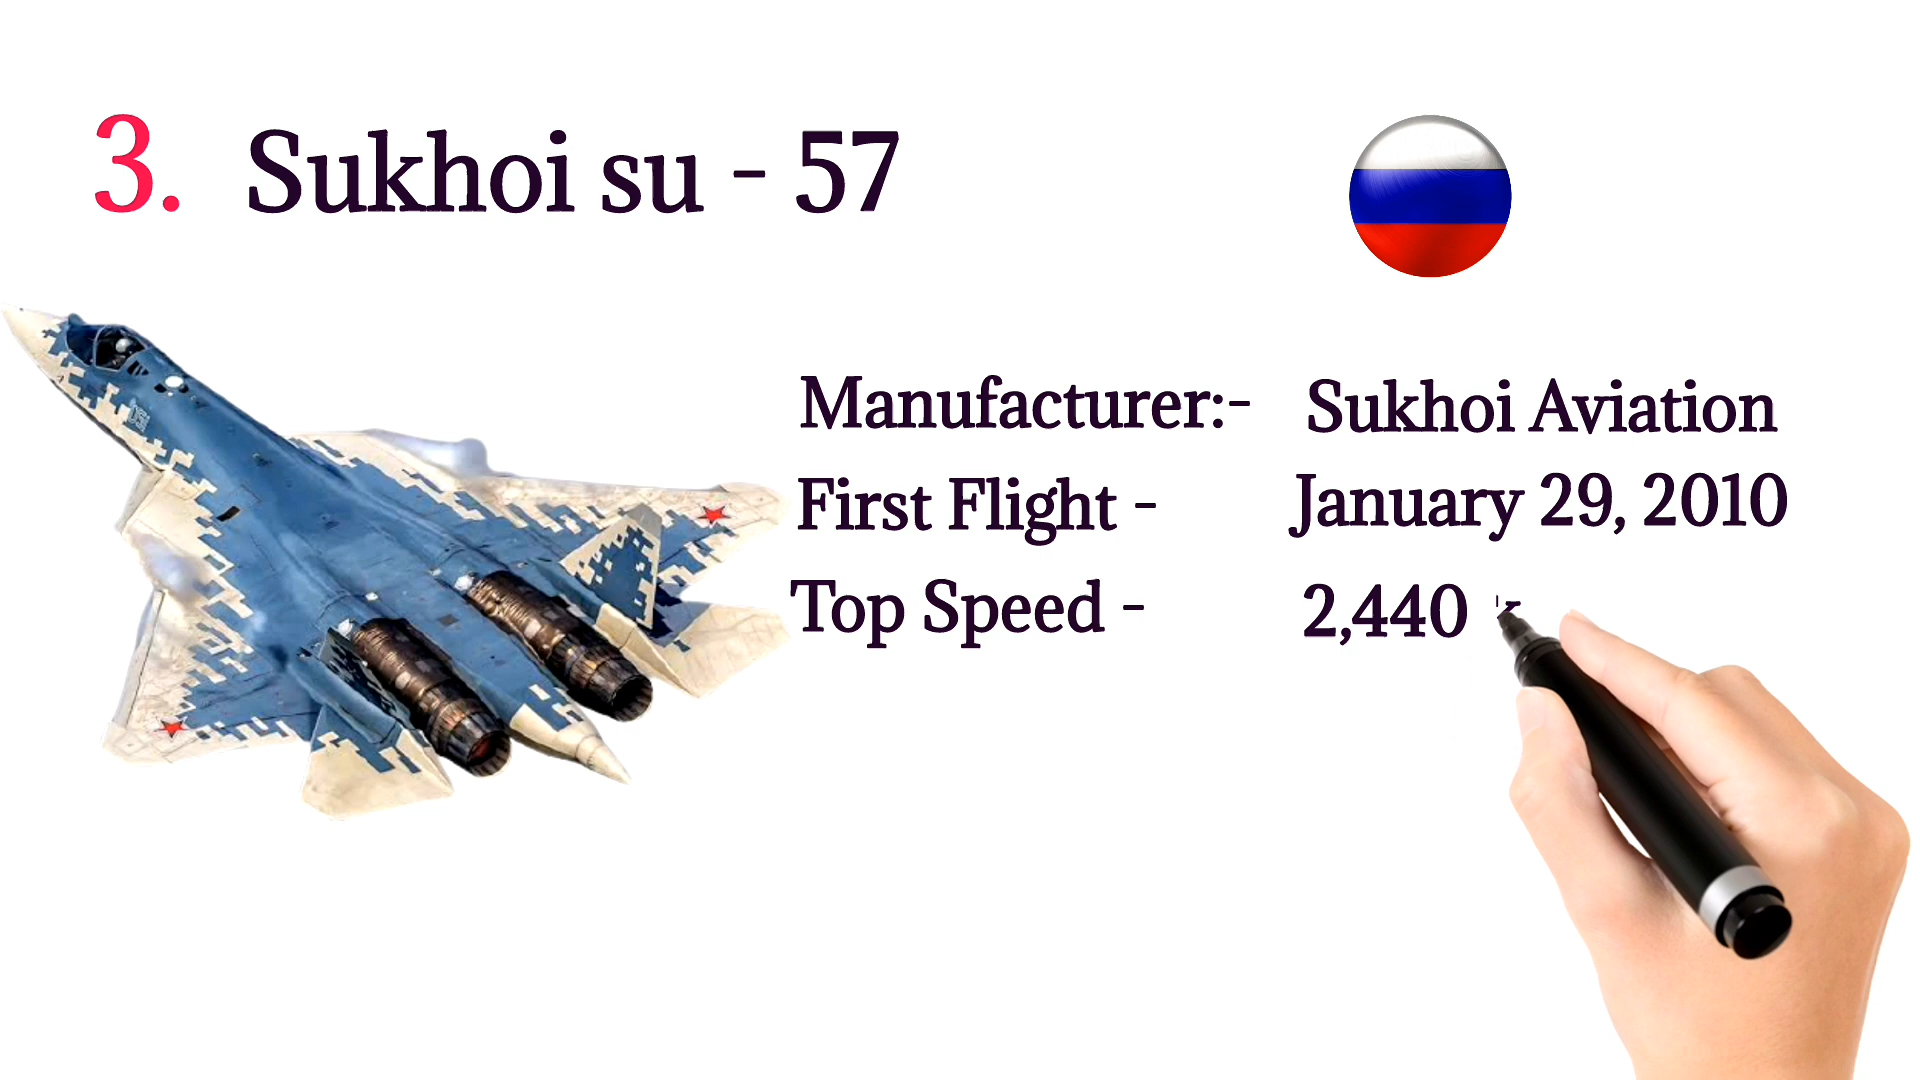 3. Sukhoi su - 57
Manufacturer:- Sukhoi Aviation
First Flight - January 29, 2010
Top Speed - 2,440